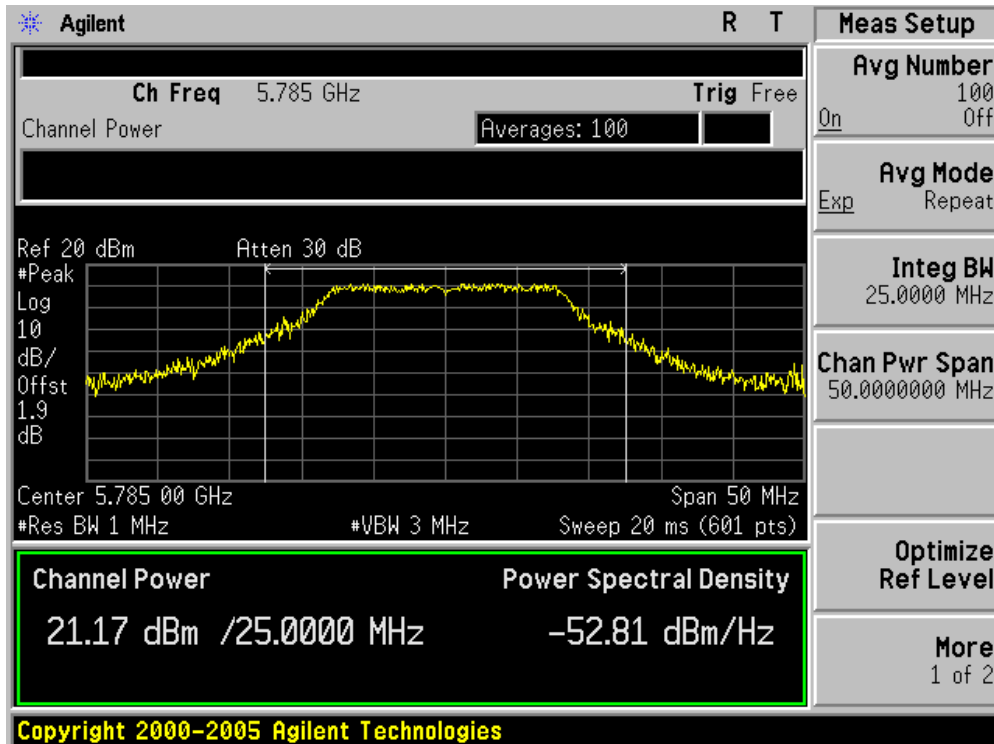 Agilent R T
Meas Setup
Ch Freq 5.785 GHz Trig Free
Channel Power Averages: 100
Ref 20 dBm Atten 30 dB
#Peak
Log
10
dB/
Offst
1.9
dB
Center 5.785 00 GHz Span 50 MHz
#Res BW 1 MHz #VBW 3 MHz Sweep 20 ms (601 pts)
Channel Power Power Spectral Density
21.17 dBm /25.0000 MHz -52.81 dBm/Hz
Avg Number
100
On Off
Avg Mode
Exp Repeat
Integ BW
25.0000 MHz
Chan Pwr Span
50.0000000 MHz
Optimize
Ref Level
More
1 of 2
Copyright 2000-2005 Agilent Technologies